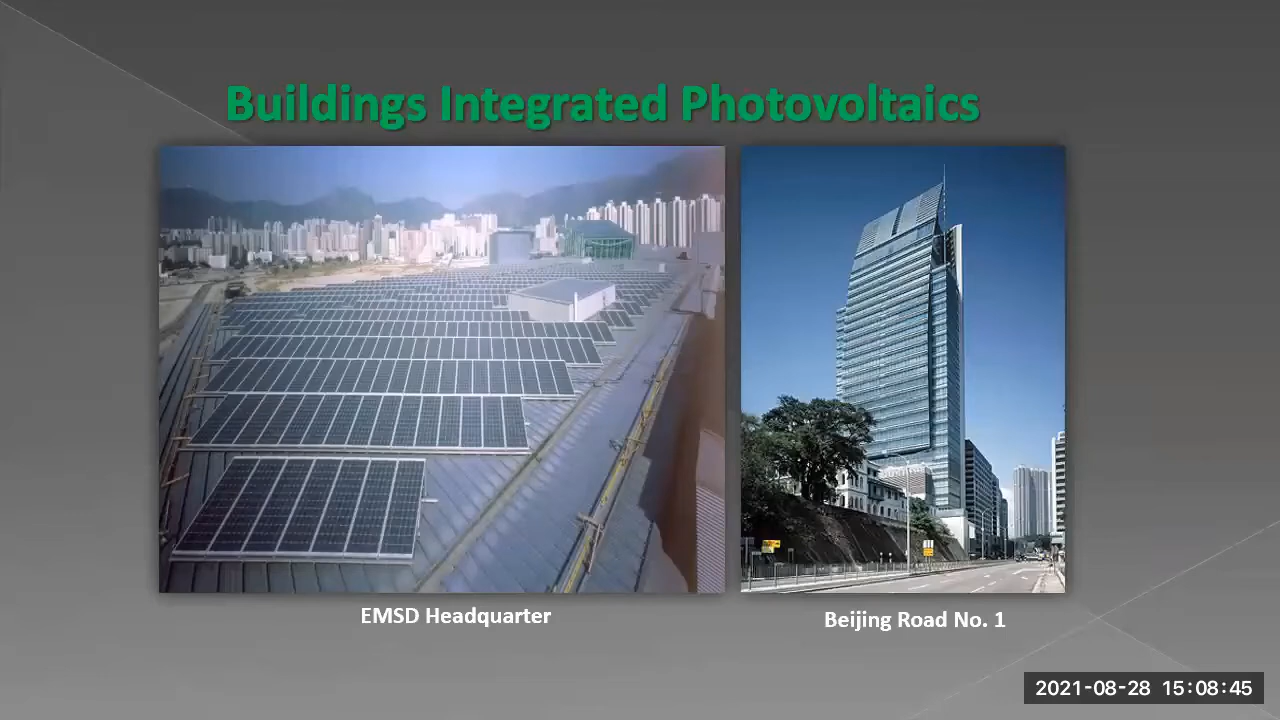 Buildings Integrated Photovoltaics
EMSD Headquarter
Beijing Road No. 1
2021-08-28 15:08:45